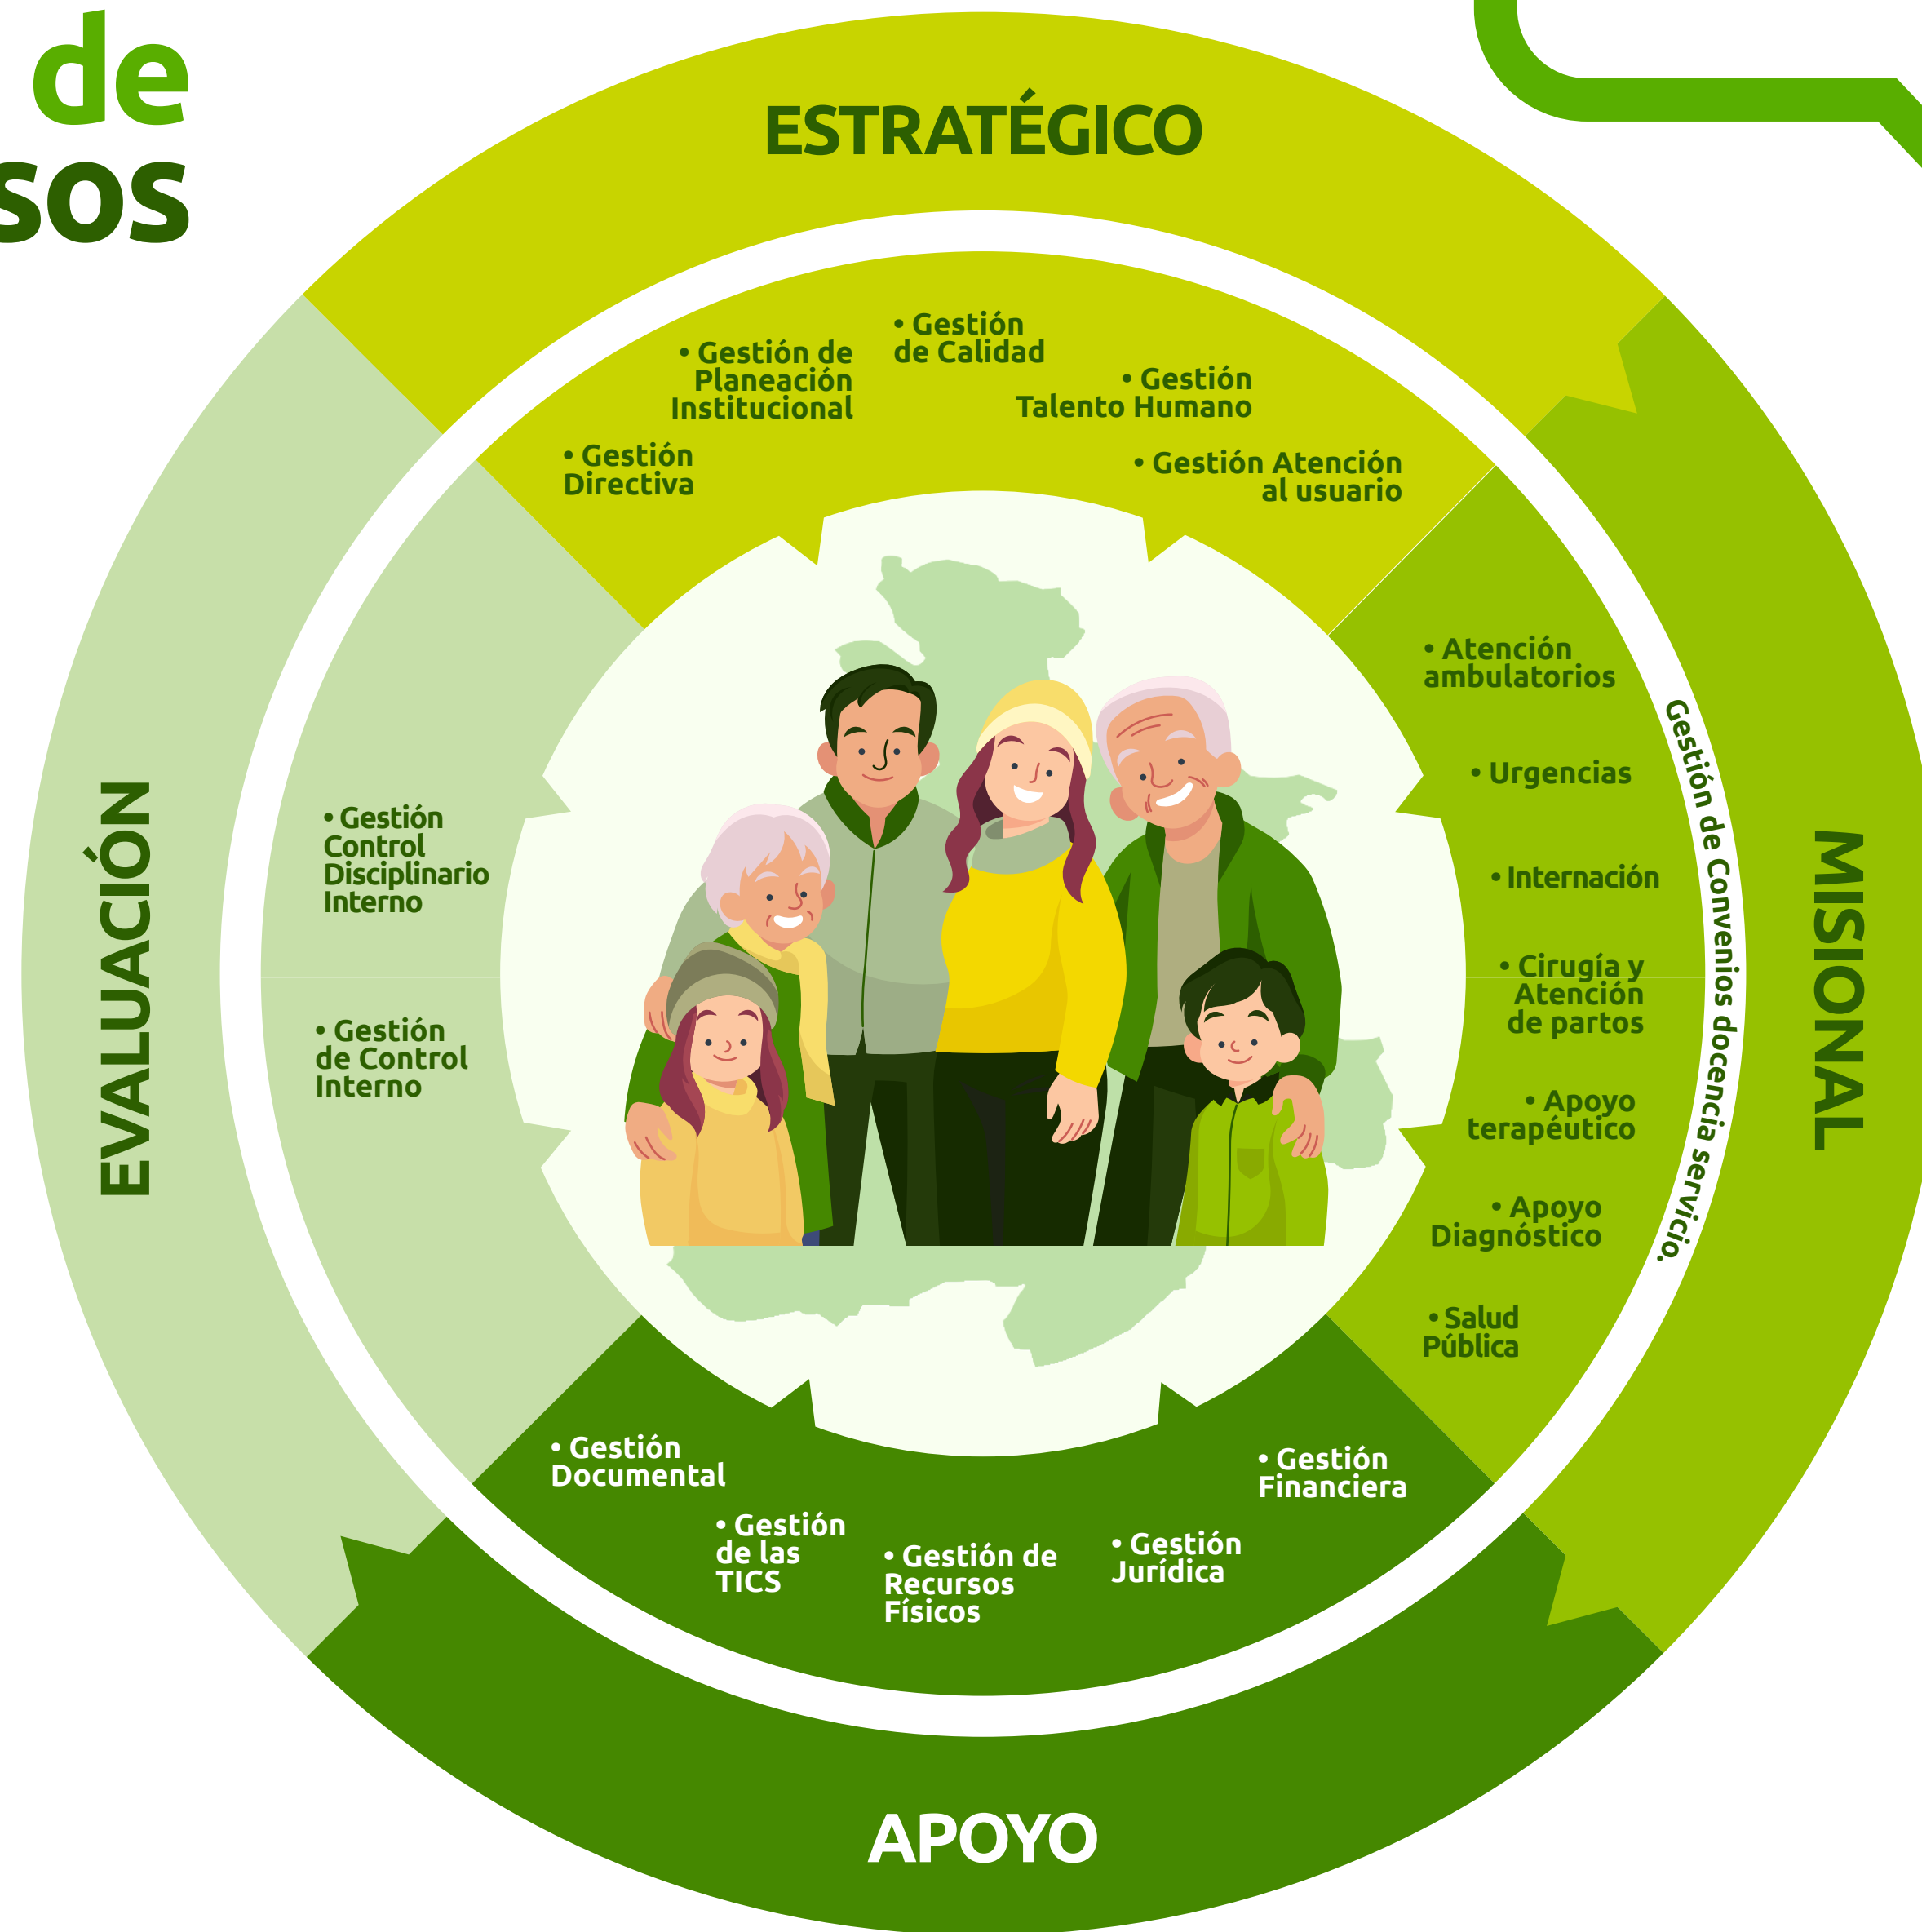 de
sos
ESTRATÉGICO
• Gestión
Directiva
• Gestión de
Planeación
Institucional
• Gestión
de Calidad
• Gestión
Talento Humano
• Gestión Atención
al usuario
MISIONAL
• Atención
ambulatorios
• Urgencias
• Internación
• Cirugía y
Atención
de partos
• Apoyo
terapéutico
• Apoyo
Diagnóstico
• Salud
Pública
Gestión de Convenios docencia servicio.
EVALUACIÓN
• Gestión
Control
Disciplinario
Interno
• Gestión
de Control
Interno
• Gestión
Documental
• Gestión
de las
TICS
• Gestión de
Recursos
Físicos
• Gestión
Jurídica
• Gestión
Financiera
APOYO